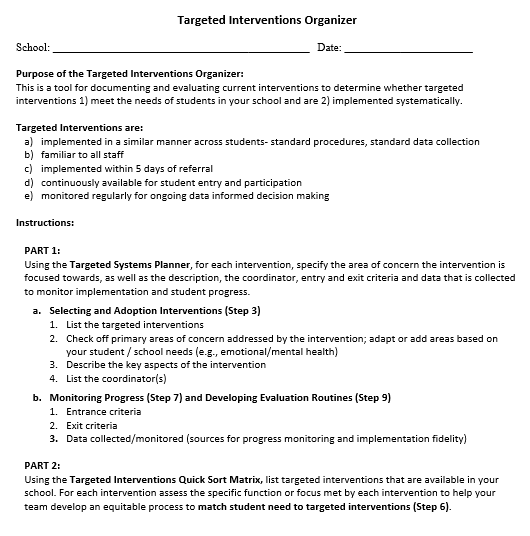 Targeted Interventions Organizer
School: ______________________________________________ Date: _______________________
Purpose of the Targeted Interventions Organizer:
This is a tool for documenting and evaluating current interventions to determine whether targeted
interventions 1) meet the needs of students in your school and are 2) implemented systematically.
Targeted Interventions are:
a) implemented in a similar manner across students- standard procedures, standard data collection
b) familiar to all staff
c) implemented within 5 days of referral
d) continuously available for student entry and participation
e) monitored regularly for ongoing data informed decision making
Instructions:
PART 1:
Using the Targeted Systems Planner, for each intervention, specify the area of concern the intervention is
focused towards, as well as the description, the coordinator, entry and exit criteria and data that is collected
to monitor implementation and student progress.
a. Selecting and Adoption Interventions (Step 3)
1. List the targeted interventions
2. Check off primary areas of concern addressed by the intervention; adapt or add areas based on
your student / school needs (e.g., emotional/mental health)
3. Describe the key aspects of the intervention
4. List the coordinator(s)
b. Monitoring Progress (Step 7) and Developing Evaluation Routines (Step 9)
1. Entrance criteria
2. Exit criteria
3. Data collected/monitored (sources for progress monitoring and implementation fidelity)
PART 2:
Using the Targeted Interventions Quick Sort Matrix, list targeted interventions that are available in your
school. For each intervention assess the specific function or focus met by each intervention to help your
team develop an equitable process to match student need to targeted interventions (Step 6).